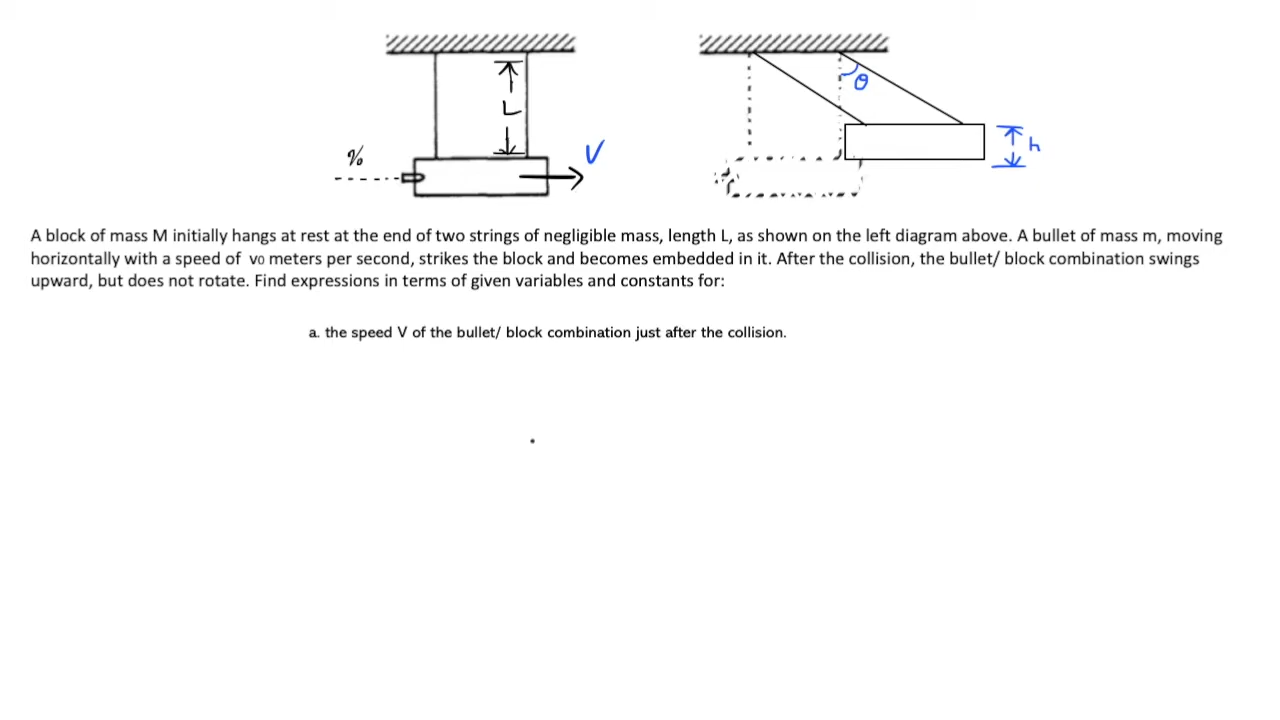 L
V
v₀
θ
h
A block of mass M initially hangs at rest at the end of two strings of negligible mass, length L, as shown on the left diagram above. A bullet of mass m, moving
horizontally with a speed of v₀ meters per second, strikes the block and becomes embedded in it. After the collision, the bullet/ block combination swings
upward, but does not rotate. Find expressions in terms of given variables and constants for:
a. the speed V of the bullet/ block combination just after the collision.